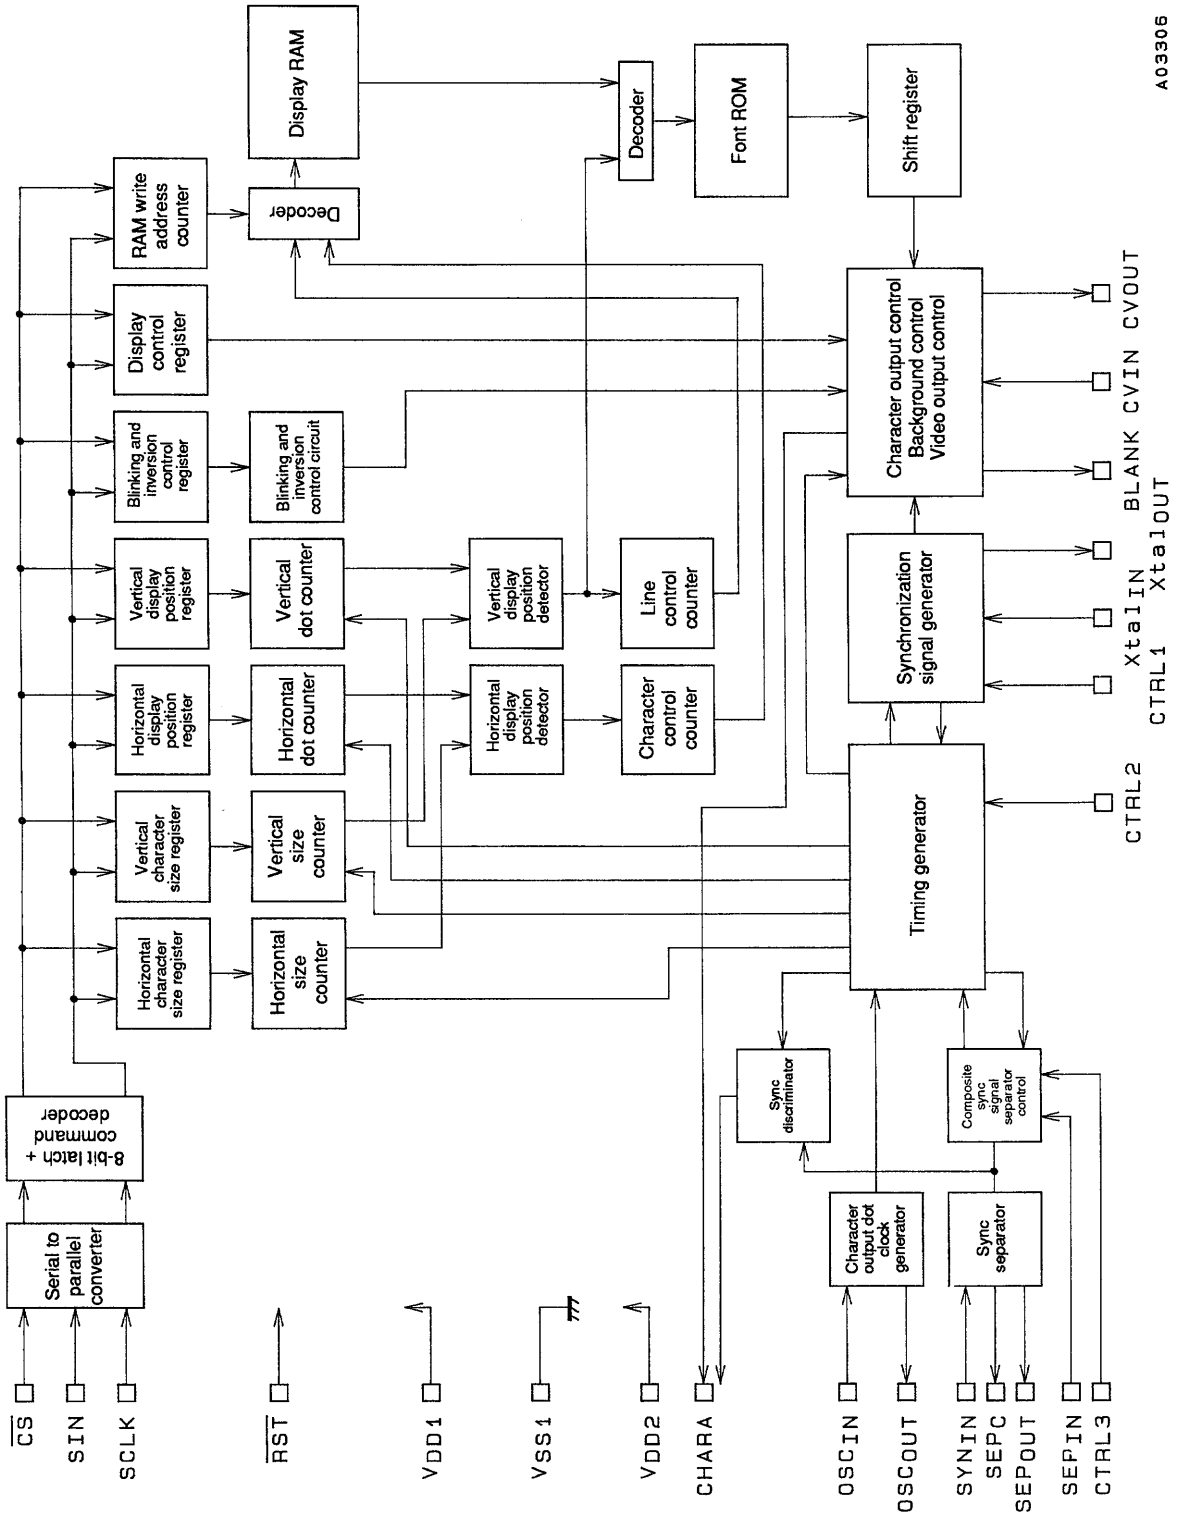 CS
SIN
SCLK
RST
VDD1
VSS1
VDD2
CHARA
OSCIN
OSCOUT
SYNIN
SEPC
SEPOUT
SEPIN
CTRL3
Serial to
parallel
converter
8-bit latch +
command
decoder
Horizontal
character
size register
Vertical
character
size register
Horizontal
display
position
register
Vertical
display
position
register
Blinking and
inversion
control
register
Display
control
register
RAM write
address
counter
Horizontal
size
counter
Vertical
size
counter
Horizontal
dot counter
Vertical
dot counter
Blinking and
inversion
control circuit
Decoder
Display RAM
Horizontal
display
position
detector
Vertical
display
position
detector
Character
control
counter
Line
control
counter
Decoder
Font ROM
Shift register
Sync
discriminator
Character
output dot
clock
generator
Sync
separator
Composite
sync
signal
separator
control
Timing generator
Synchronization
signal generator
Character output control
Background control
Video output control
CTRL2
CTRL1
XtalIN
XtalOUT
BLANK
CVIN
CVOUT
A03306